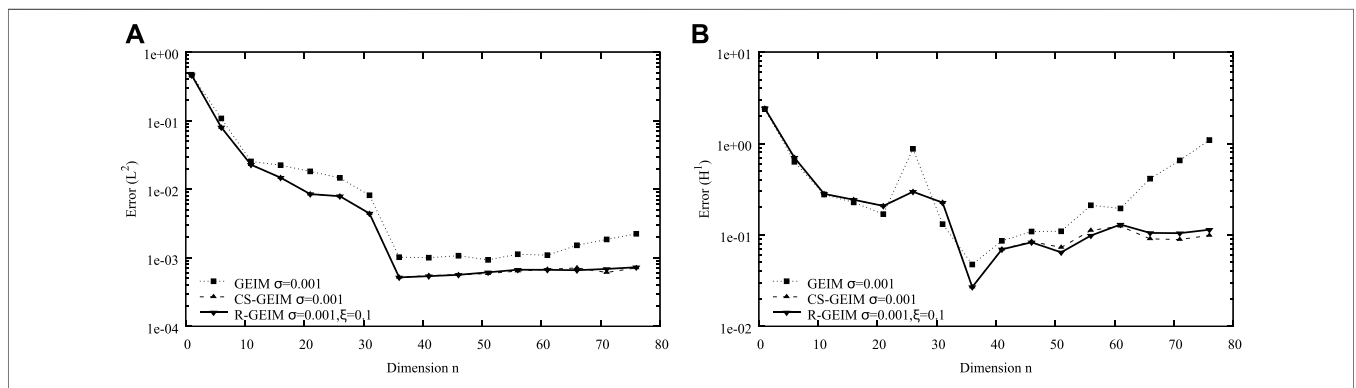 A
1e+00
1e-01
1e-02
1e-03
1e-04
Error (L²)
GEIM σ=0.001
CS-GEIM σ=0.001
R-GEIM σ=0.001,ξ=0.1
0 10 20 30 40 50 60 70 80
Dimension n
B
1e+01
1e+00
1e-01
1e-02
Error (H¹)
GEIM σ=0.001
CS-GEIM σ=0.001
R-GEIM σ=0.001,ξ=0.1
0 10 20 30 40 50 60 70 80
Dimension n